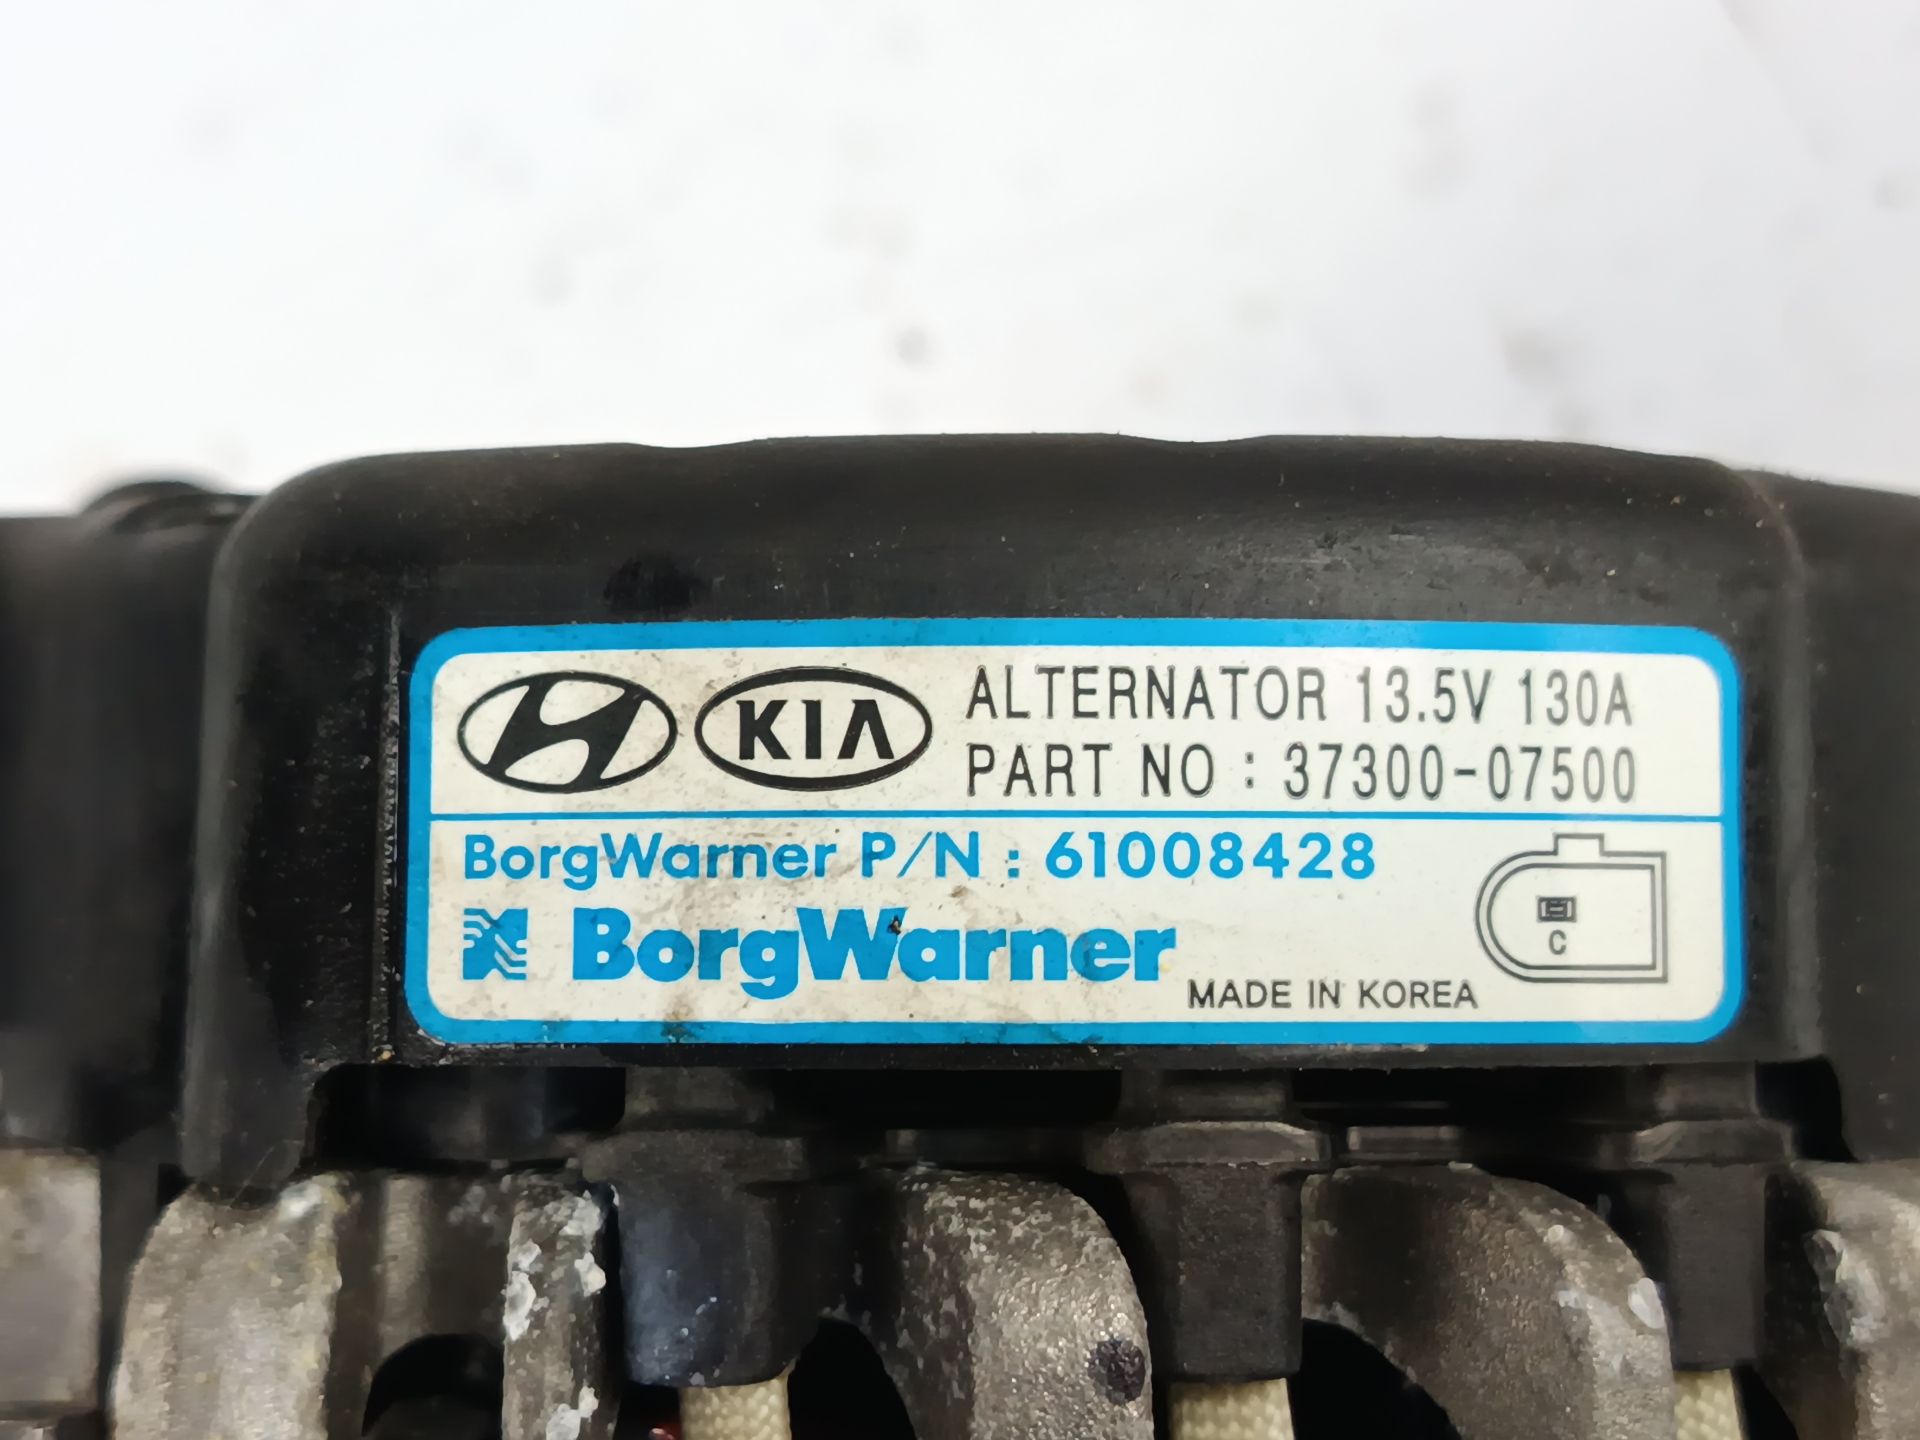 KIA ALTERNATOR 13.5V 130A
PART NO : 37300-07500
BorgWarner P/N : 61008428
BorgWarner
MADE IN KOREA
C